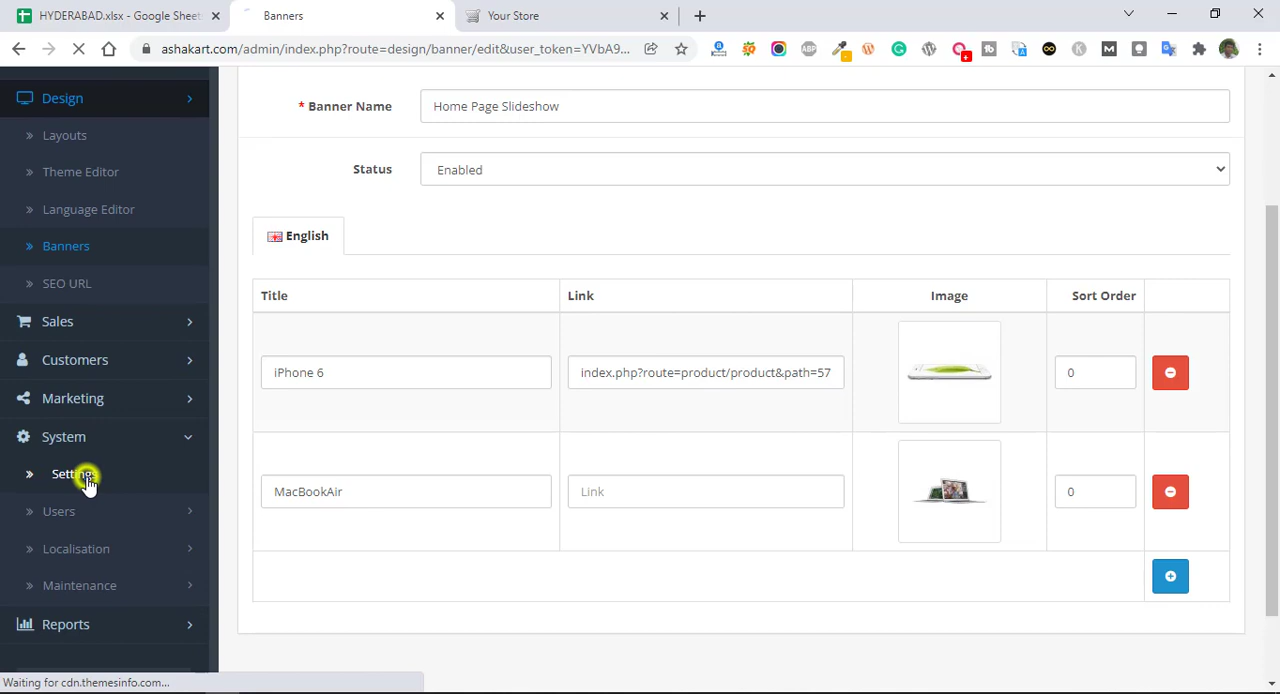 HYDERABAD.xlsx - Google Sheets
Banners
Your Store
ashakart.com/admin/index.php?route=design/banner/edit&user_token=YVbA9...
ABP
Design
Layouts
Theme Editor
Language Editor
Banners
SEO URL
Sales
Customers
Marketing
System
Settings
Users
Localisation
Maintenance
Reports
* Banner Name
Home Page Slideshow
Status
Enabled
English
Title
Link
Image
Sort Order
iPhone 6
index.php?route=product/product&path=57
0
MacBookAir
Link
0
Waiting for cdn.themesinfo.com...